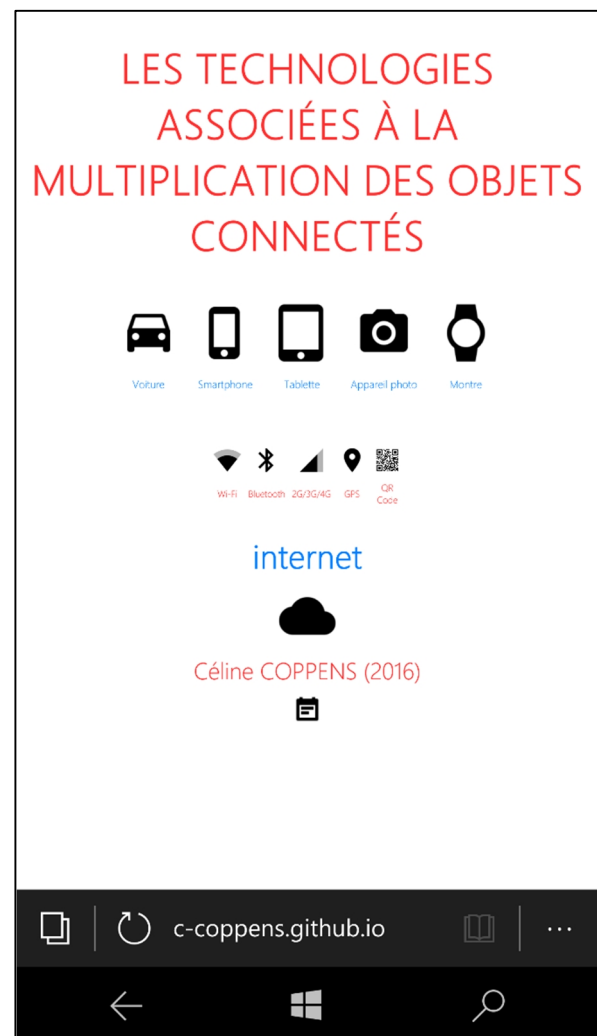 LES TECHNOLOGIES
ASSOCIÉES À LA
MULTIPLICATION DES OBJETS
CONNECTÉS
Voiture Smartphone Tablette Appareil photo Montre
Wi-Fi Bluetooth 2G/3G/4G GPS QR
Code
internet
Céline COPPENS (2016)
c-coppens.github.io